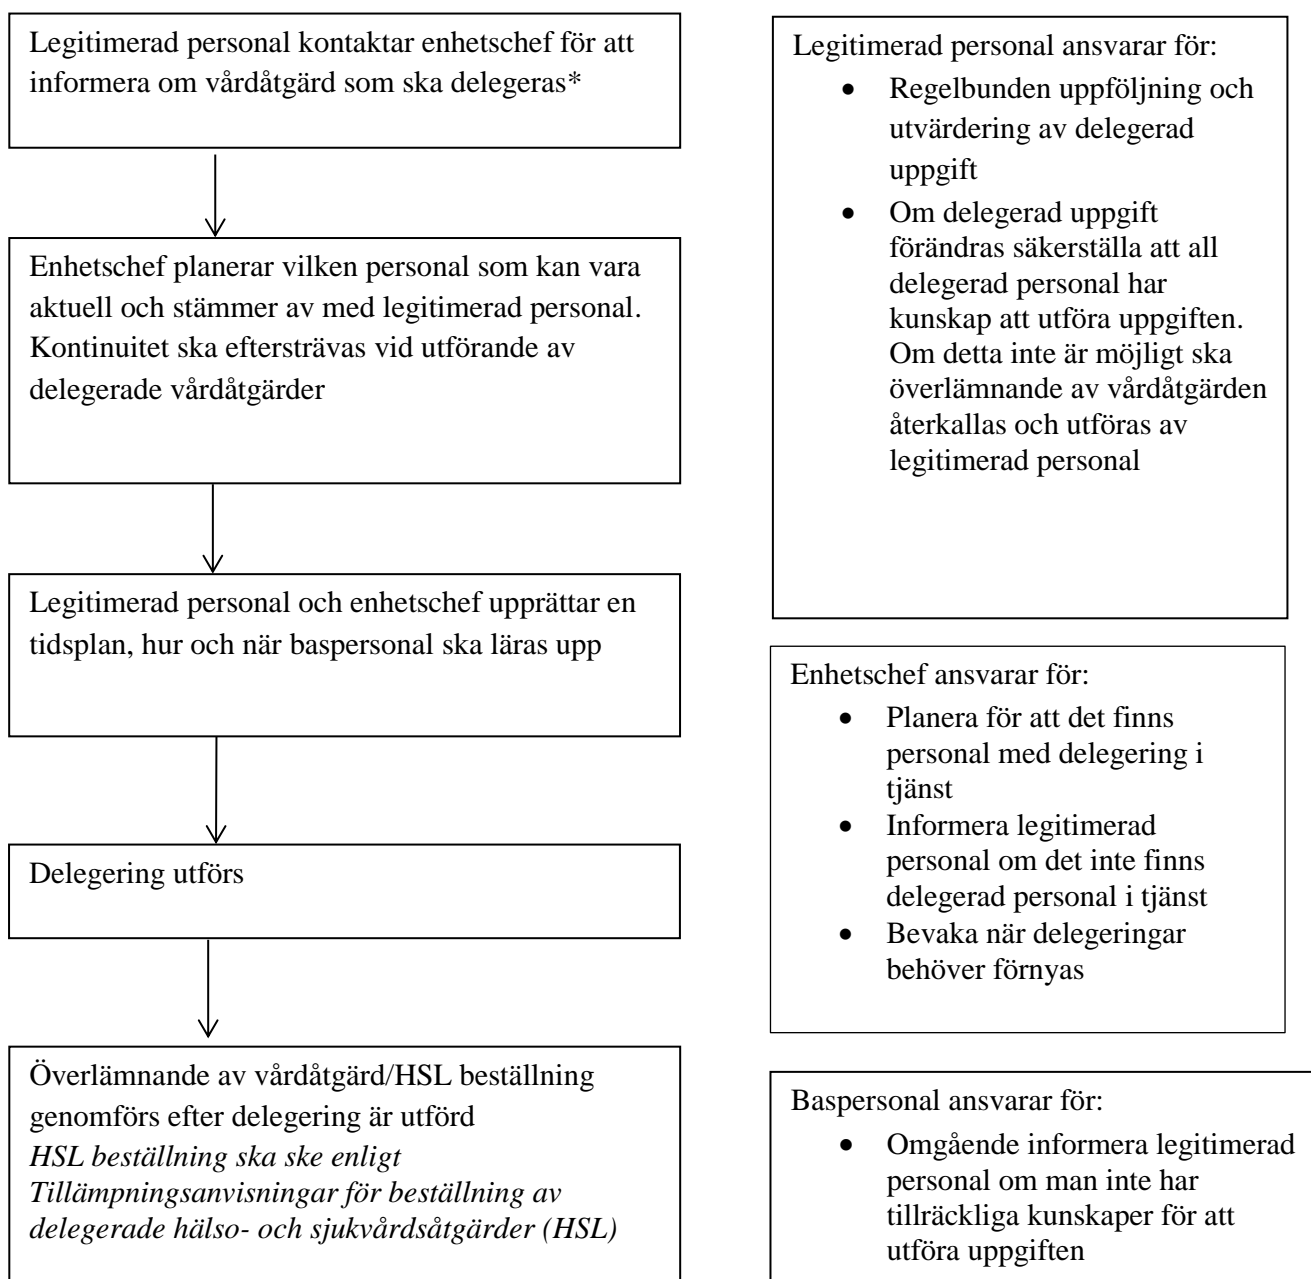 Legitimerad personal kontaktar enhetschef för att
informera om vårdåtgärd som ska delegeras*
Enhetschef planerar vilken personal som kan vara
aktuell och stämmer av med legitimerad personal.
Kontinuitet ska eftersträvas vid utförande av
delegerade vårdåtgärder
Legitimerad personal och enhetschef upprättar en
tidsplan, hur och när baspersonal ska läras upp
Delegering utförs
Överlämnande av vårdåtgärd/HSL beställning
genomförs efter delegering är utförd
HSL beställning ska ske enligt
Tillämpningsanvisningar för beställning av
delegerade hälso- och sjukvårdsåtgärder (HSL)
Legitimerad personal ansvarar för:
• Regelbunden uppföljning och
utvärdering av delegerad
uppgift
• Om delegerad uppgift
förändras säkerställa att all
delegerad personal har
kunskap att utföra uppgiften.
Om detta inte är möjligt ska
överlämnande av vårdåtgärden
återkallas och utföras av
legitimerad personal
Enhetschef ansvarar för:
• Planera för att det finns
personal med delegering i
tjänst
• Informera legitimerad
personal om det inte finns
delegerad personal i tjänst
• Bevaka när delegeringar
behöver förnyas
Baspersonal ansvarar för:
• Omgående informera legitimerad
personal om man inte har
tillräckliga kunskaper för att
utföra uppgiften